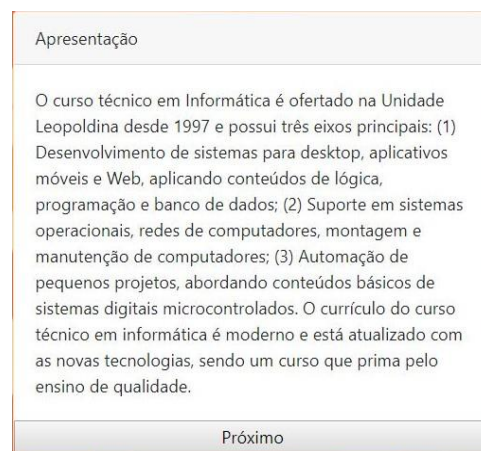 Apresentação
O curso técnico em Informática é ofertado na Unidade
Leopoldina desde 1997 e possui três eixos principais: (1)
Desenvolvimento de sistemas para desktop, aplicativos
móveis e Web, aplicando conteúdos de lógica,
programação e banco de dados; (2) Suporte em sistemas
operacionais, redes de computadores, montagem e
manutenção de computadores; (3) Automação de
pequenos projetos, abordando conteúdos básicos de
sistemas digitais microcontrolados. O currículo do curso
técnico em informática é moderno e está atualizado com
as novas tecnologias, sendo um curso que prima pelo
ensino de qualidade.
Próximo